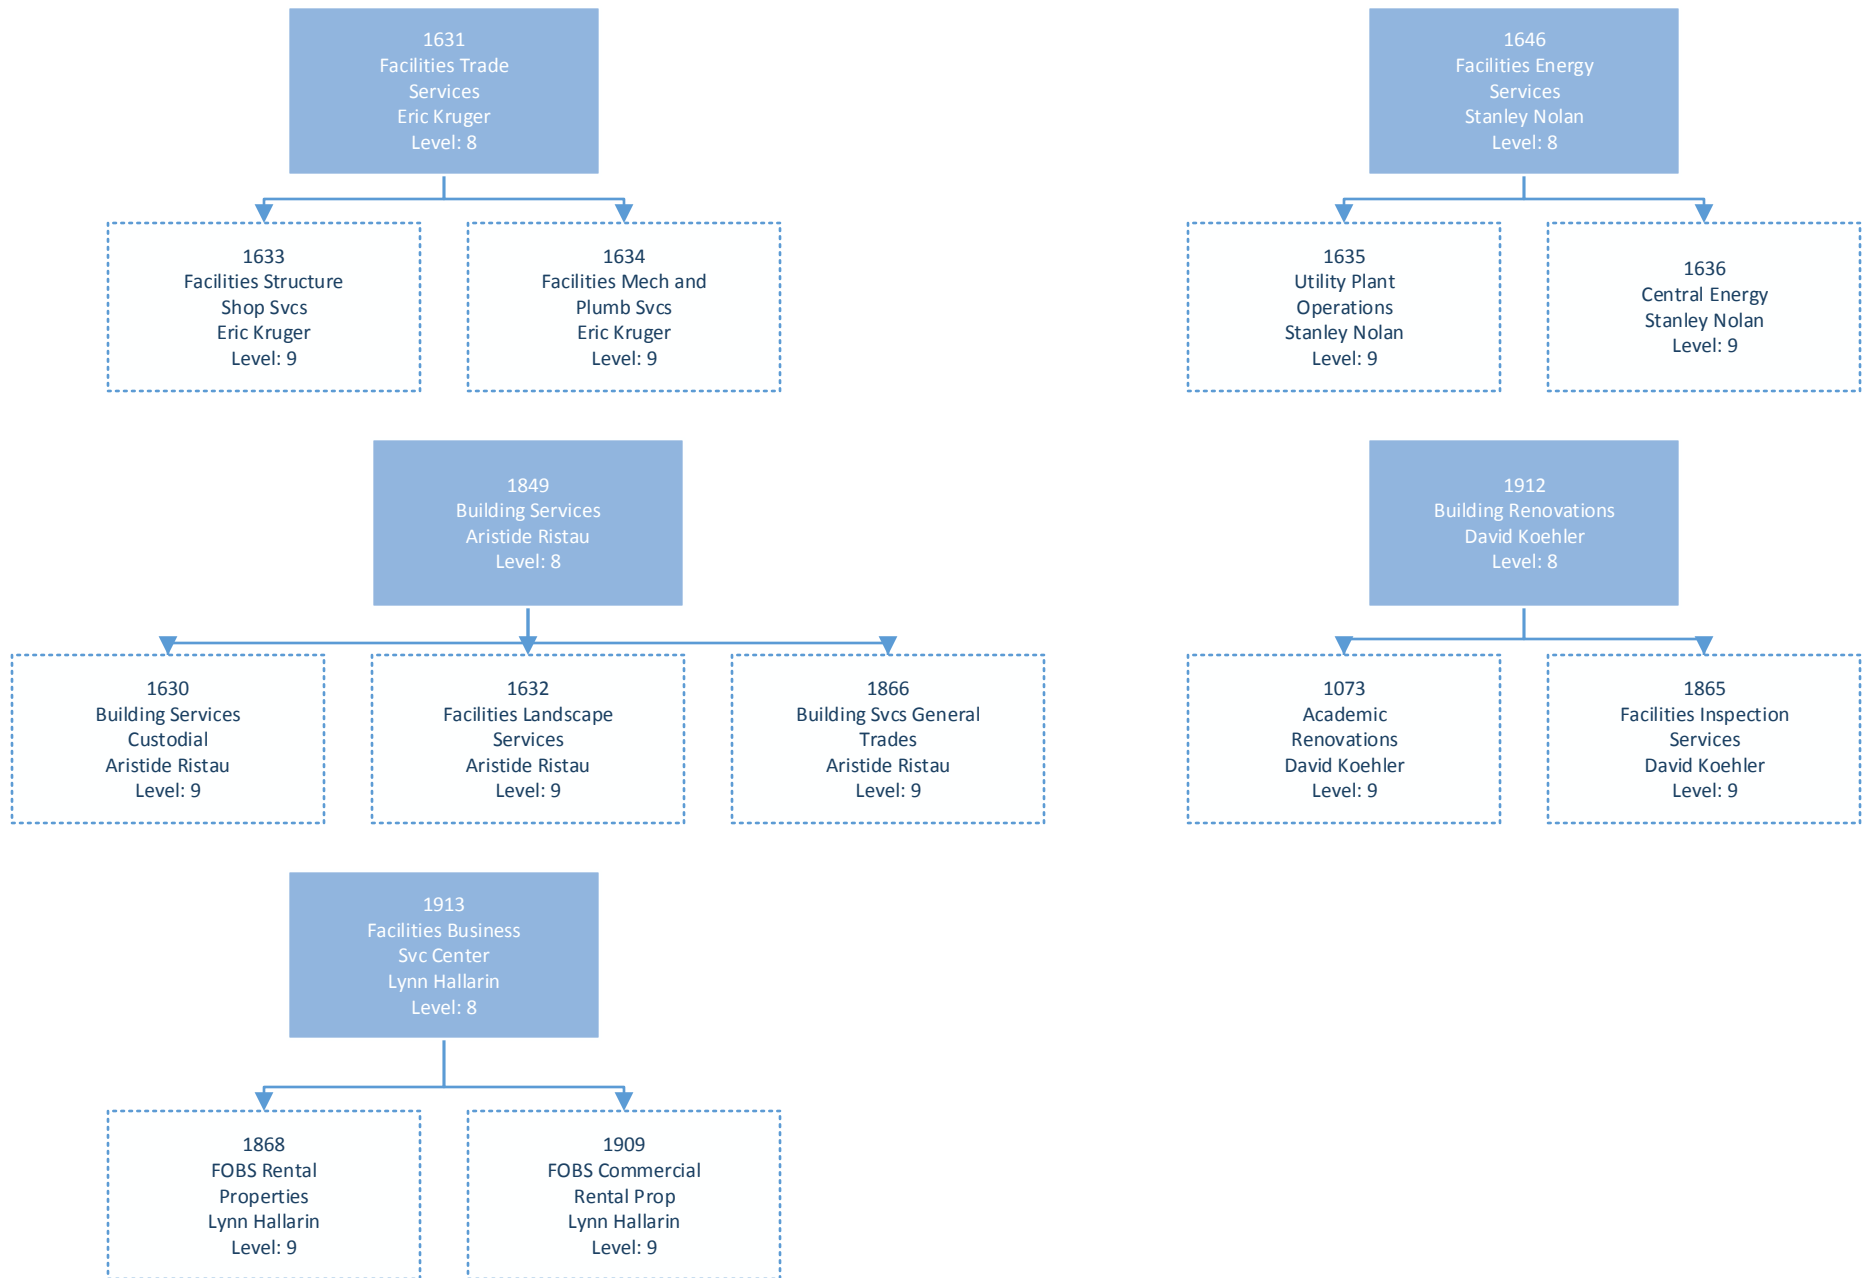 1631
Facilities Trade
Services
Eric Kruger
Level: 8
1646
Facilities Energy
Services
Stanley Nolan
Level: 8
1633
Facilities Structure
Shop Svcs
Eric Kruger
Level: 9
1634
Facilities Mech and
Plumb Svcs
Eric Kruger
Level: 9
1635
Utility Plant
Operations
Stanley Nolan
Level: 9
1636
Central Energy
Stanley Nolan
Level: 9
1849
Building Services
Aristide Ristau
Level: 8
1912
Building Renovations
David Koehler
Level: 8
1630
Building Services
Custodial
Aristide Ristau
Level: 9
1632
Facilities Landscape
Services
Aristide Ristau
Level: 9
1866
Building Svcs General
Trades
Aristide Ristau
Level: 9
1073
Academic
Renovations
David Koehler
Level: 9
1865
Facilities Inspection
Services
David Koehler
Level: 9
1913
Facilities Business
Svc Center
Lynn Hallarin
Level: 8
1868
FOBS Rental
Properties
Lynn Hallarin
Level: 9
1909
FOBS Commercial
Rental Prop
Lynn Hallarin
Level: 9